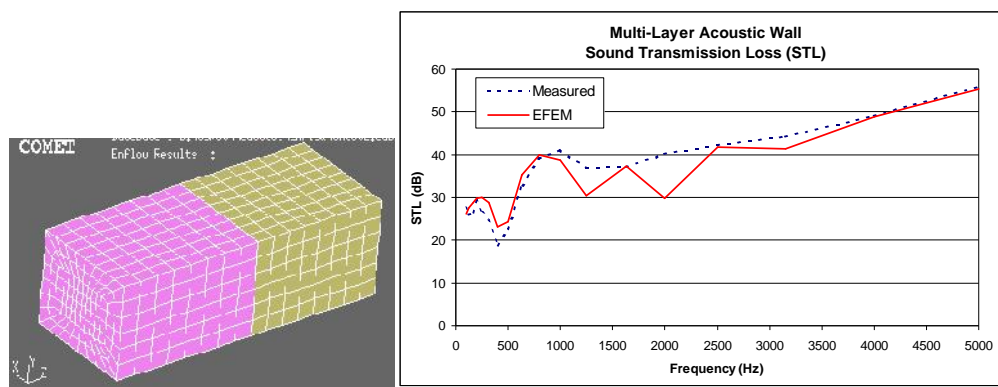 COMET
EnFlow Results :
Y
X
Z
Multi-Layer Acoustic Wall
Sound Transmission Loss (STL)
STL (dB)
60
50
40
30
20
10
0
Measured
EFEM
0 500 1000 1500 2000 2500 3000 3500 4000 4500 5000
Frequency (Hz)